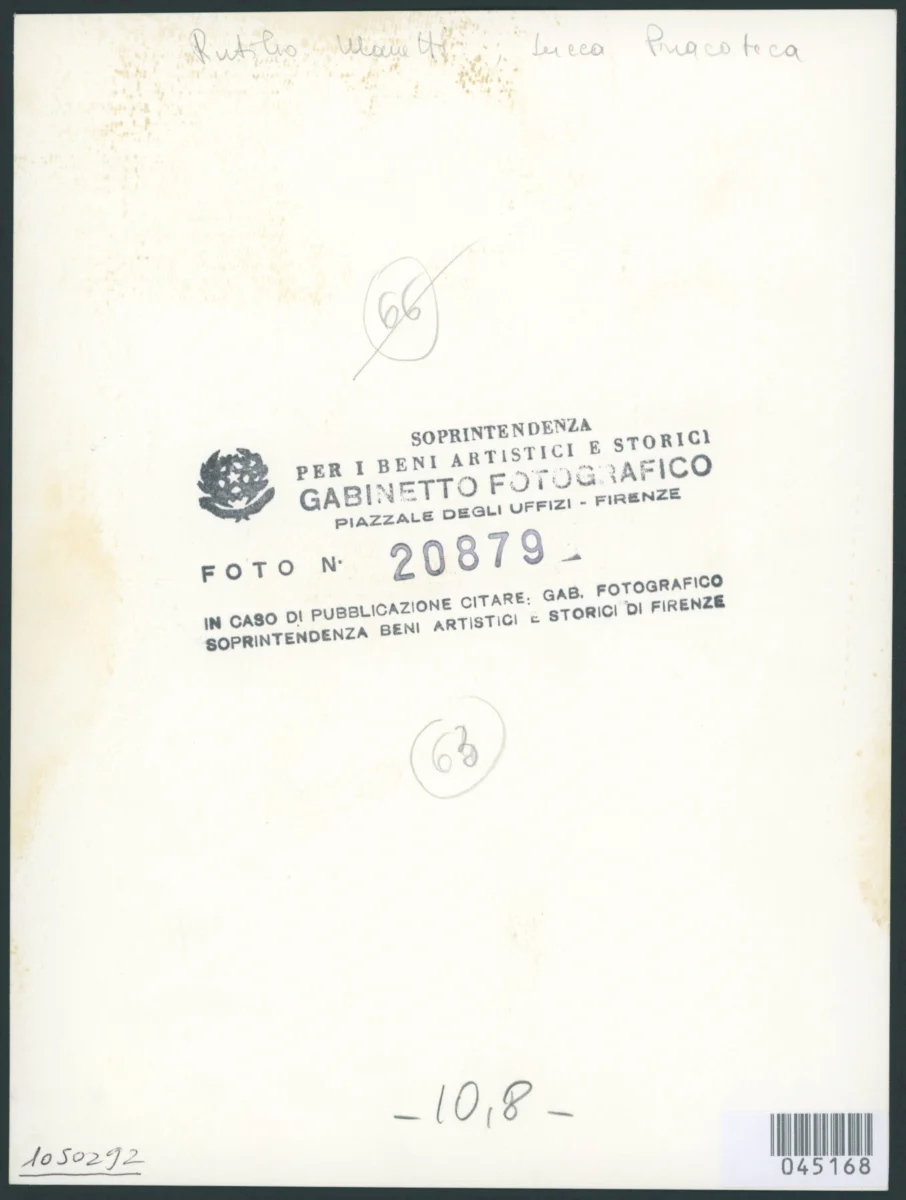 Rutilio Manetti, Lucca Pinacoteca
66
SOPRINTENDENZA
PER I BENI ARTISTICI E STORICI
GABINETTO FOTOGRAFICO
PIAZZALE DEGLI UFFIZI - FIRENZE
FOTO N. 20879
IN CASO DI PUBBLICAZIONE CITARE: GAB. FOTOGRAFICO
SOPRINTENDENZA BENI ARTISTICI E STORICI DI FIRENZE
63
- 10,8 -
1050292
045168